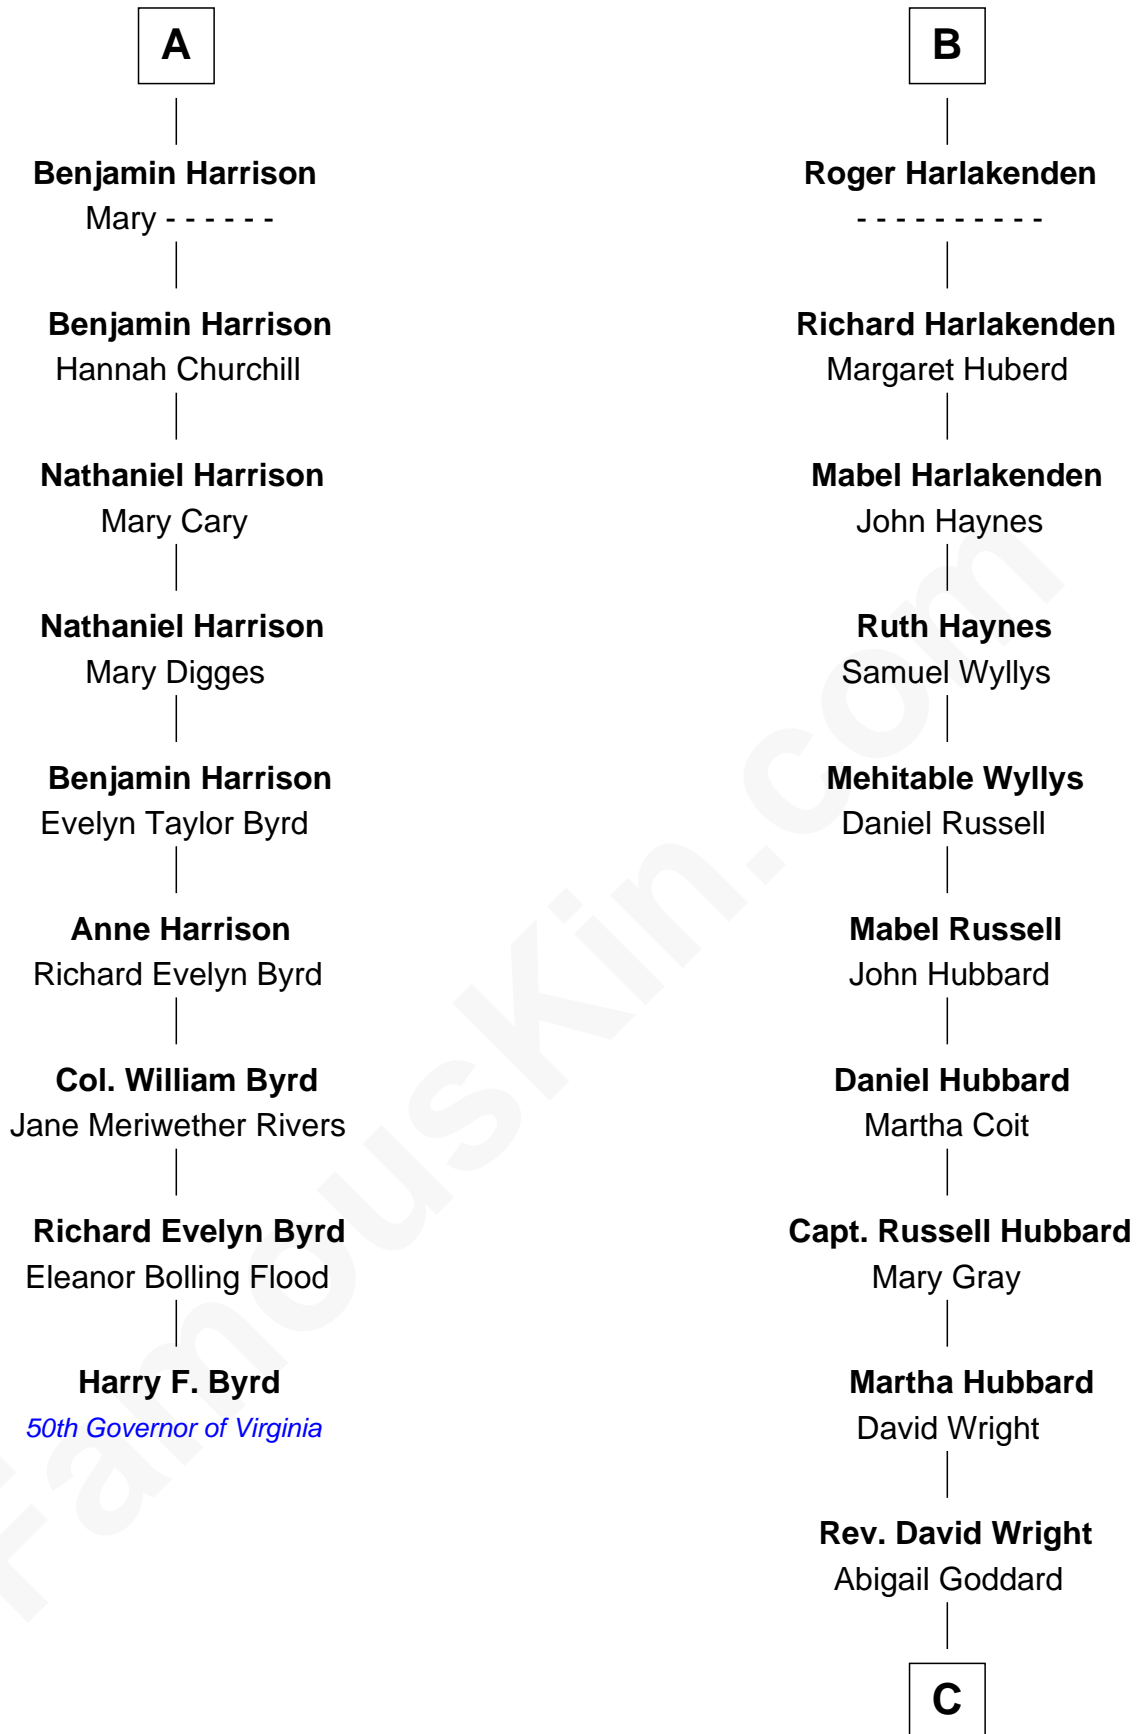 A
Benjamin Harrison
Mary - - - - - -
Benjamin Harrison
Hannah Churchill
Nathaniel Harrison
Mary Cary
Nathaniel Harrison
Mary Digges
Benjamin Harrison
Evelyn Taylor Byrd
Anne Harrison
Richard Evelyn Byrd
Col. William Byrd
Jane Meriwether Rivers
Richard Evelyn Byrd
Eleanor Bolling Flood
Harry F. Byrd
50th Governor of Virginia
B
Roger Harlakenden
- - - - - - - - - -
Richard Harlakenden
Margaret Huberd
Mabel Harlakenden
John Haynes
Ruth Haynes
Samuel Wyllys
Mehitable Wyllys
Daniel Russell
Mabel Russell
John Hubbard
Daniel Hubbard
Martha Coit
Capt. Russell Hubbard
Mary Gray
Martha Hubbard
David Wright
Rev. David Wright
Abigail Goddard
C
FamousKin.com